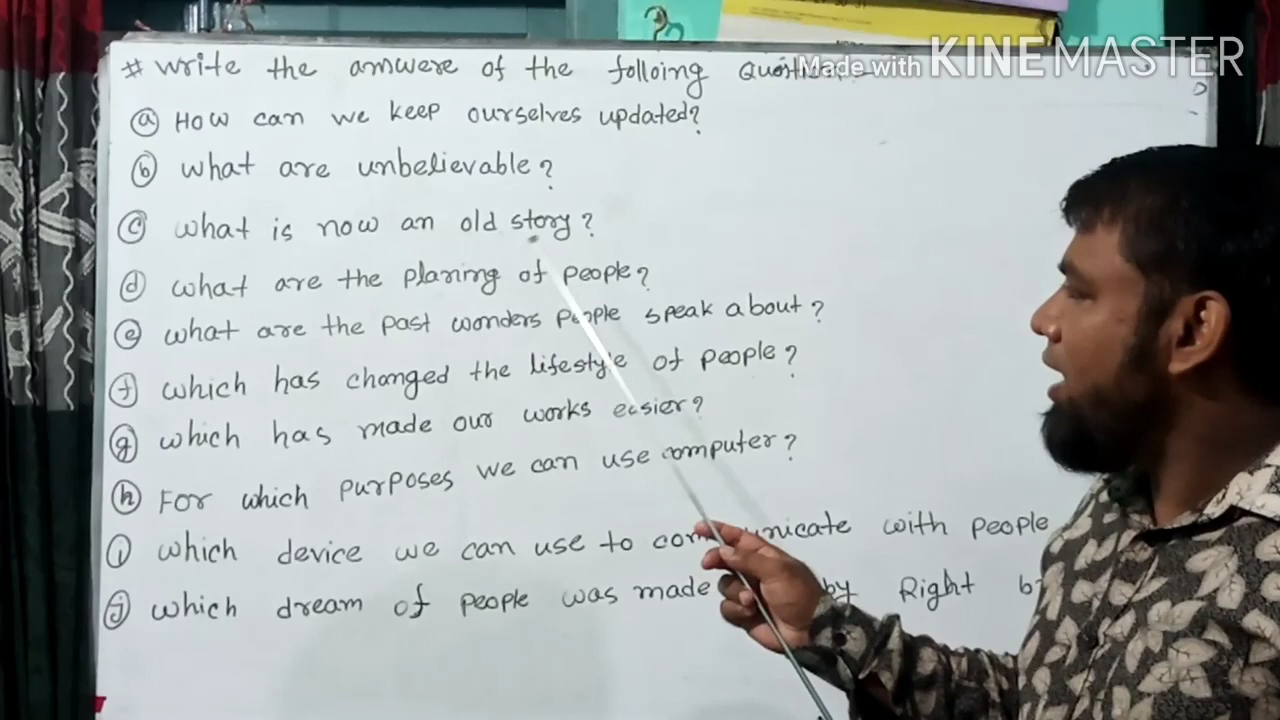 # Write the amwere of the folloing
Made with KINEMASTER
ⓐ How can we keep ourselves updated?
ⓑ what are unbelievable?
ⓒ what is now an old story?
ⓓ what are the planing of people?
ⓔ what are the past wonders people speak about?
ⓕ which has changed the lifestyle of people?
ⓖ which has made our works easier?
ⓗ For which purposes we can use computer?
ⓘ which device we can use to communicate with people
ⓙ which dream of people was made by Right